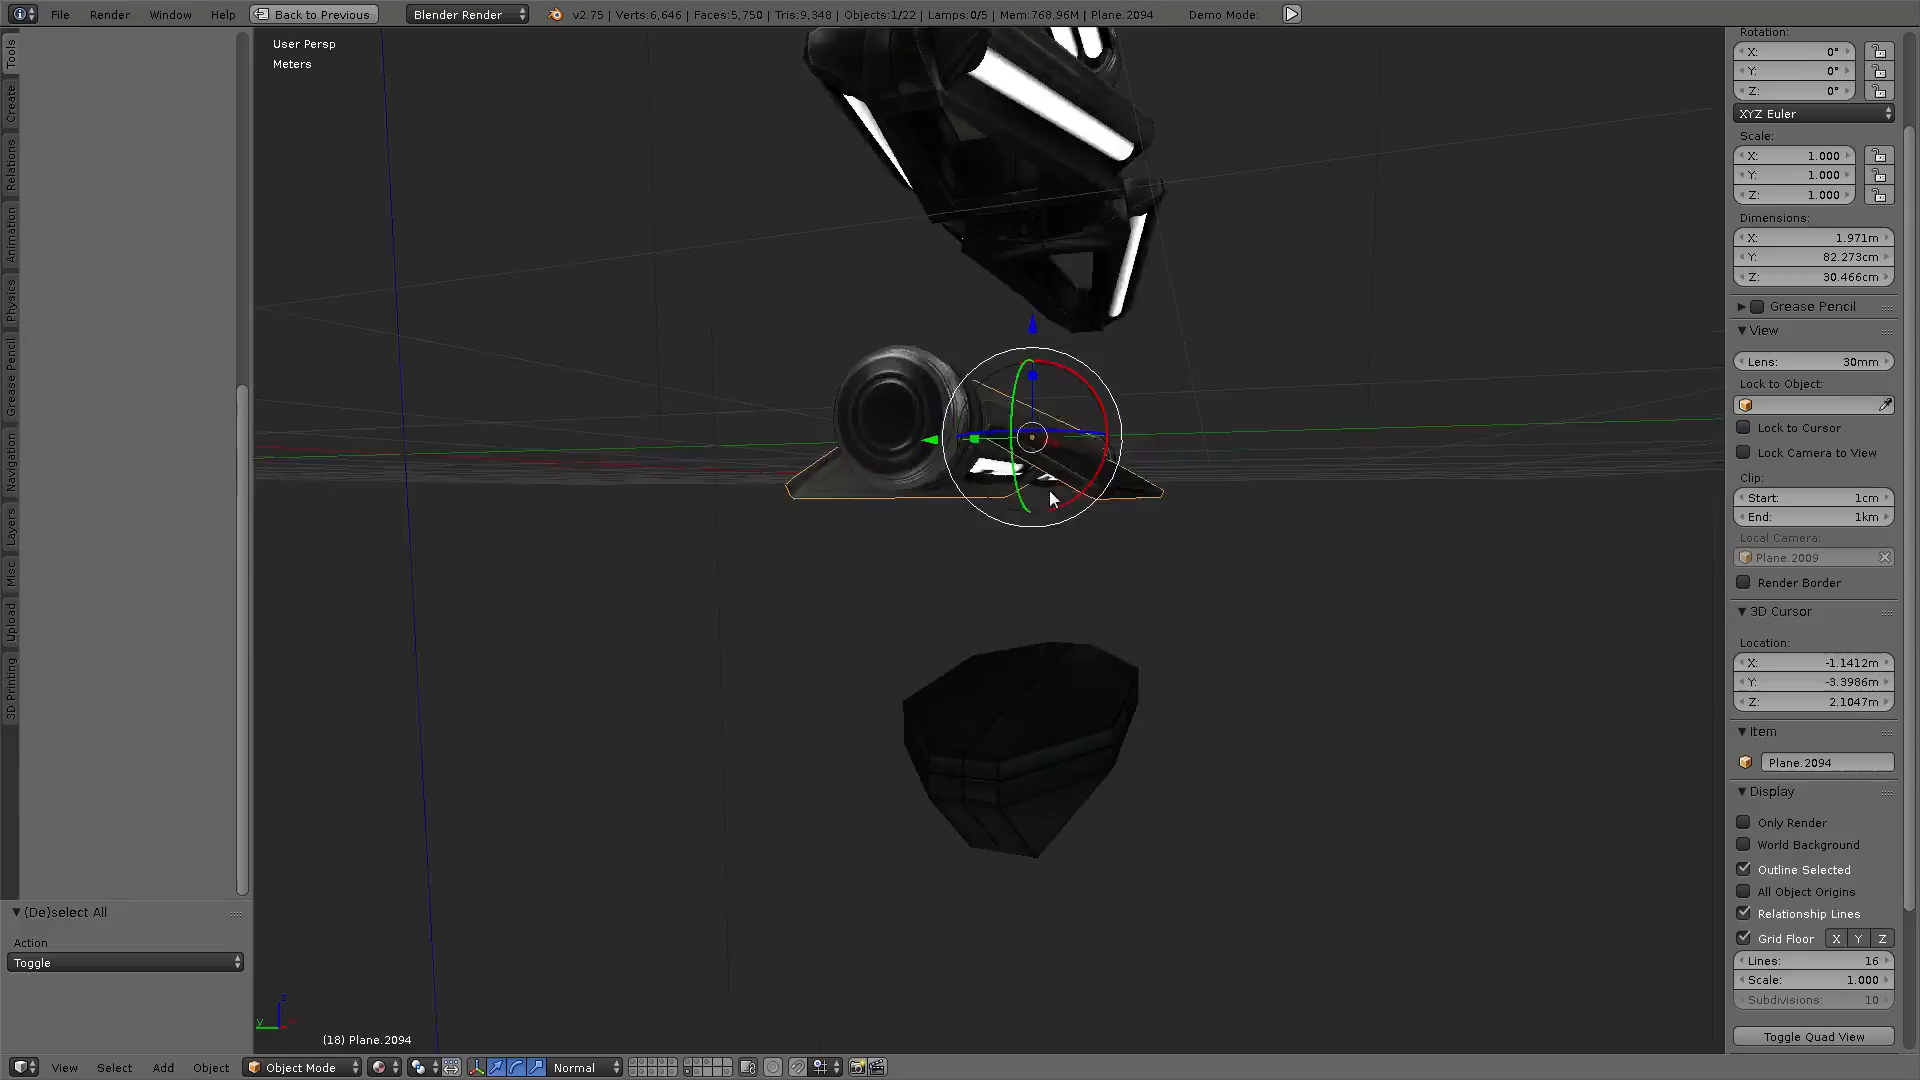 File Render Window Help Back to Previous Blender Render v2.75 | Verts:6,646 | Faces:5,750 | Tris:9,348 | Objects:1/22 | Lamps:0/5 | Mem:768.96M | Plane.2094 Demo Mode:
User Persp
Meters
Tools
Create
Relations
Animation
Physics
Grease Pencil
Navigation
Layers
Misc
Upload
3D Printing
(De)select All
Action
Toggle
z
y
x
(18) Plane.2094
View Select Add Object Object Mode Normal
Rotation:
X: 0°
Y: 0°
Z: 0°
XYZ Euler
Scale:
X: 1.000
Y: 1.000
Z: 1.000
Dimensions:
X: 1.971m
Y: 82.273cm
Z: 30.466cm
Grease Pencil
View
Lens: 30mm
Lock to Object:
Lock to Cursor
Lock Camera to View
Clip:
Start: 1cm
End: 1km
Local Camera:
Plane.2009
Render Border
3D Cursor
Location:
X: -1.1412m
Y: -3.3986m
Z: 2.1047m
Item
Plane.2094
Display
Only Render
World Background
Outline Selected
All Object Origins
Relationship Lines
Grid Floor X Y Z
Lines: 16
Scale: 1.000
Subdivisions: 10
Toggle Quad View